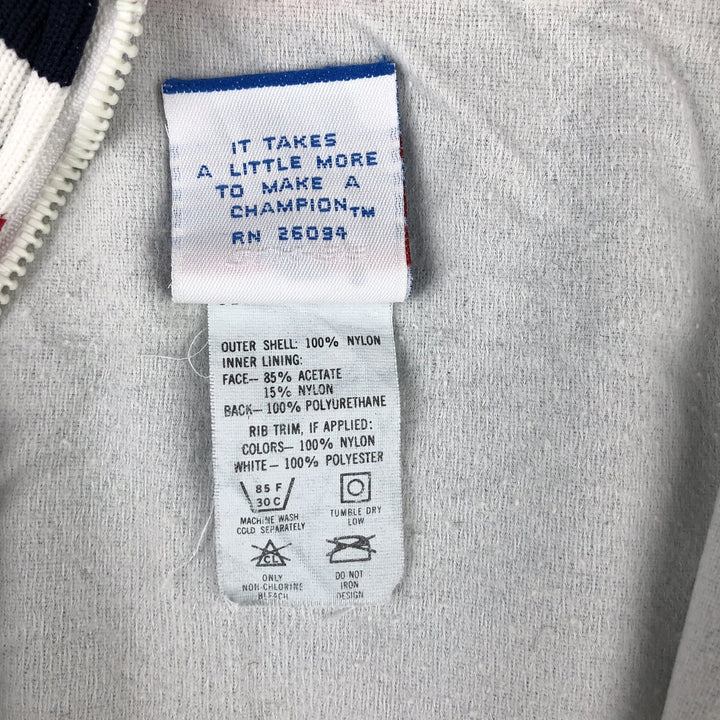 IT TAKES
A LITTLE MORE
TO MAKE A
CHAMPION™
RN 26094
OUTER SHELL: 100% NYLON
INNER LINING:
FACE— 85% ACETATE
15% NYLON
BACK— 100% POLYURETHANE
RIB TRIM, IF APPLIED:
COLORS— 100% NYLON
WHITE— 100% POLYESTER
85 F
30 C
MACHINE WASH
COLD SEPARATELY
TUMBLE DRY
LOW
CL
ONLY
NON-CHLORINE
BLEACH
DO NOT
IRON
DESIGN